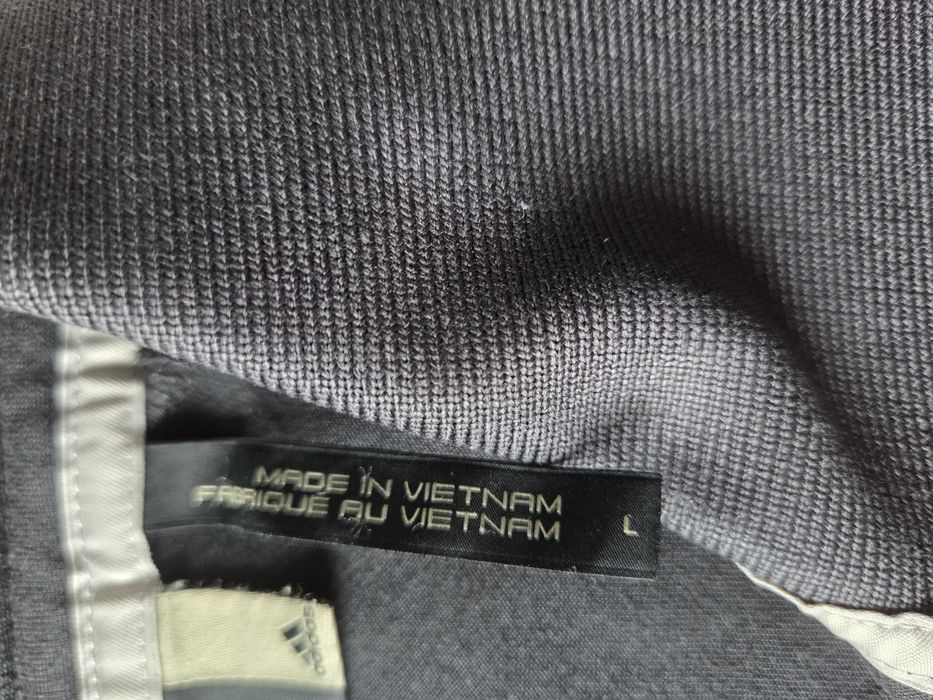 MADE IN VIETNAM
FABRIQUÉ AU VIETNAM
L
adidas